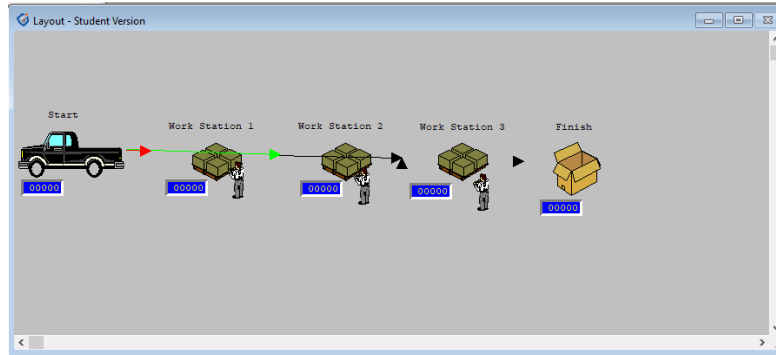 Layout - Student Version
Start
Work Station 1
Work Station 2
Work Station 3
Finish
00000
00000
00000
00000
00000